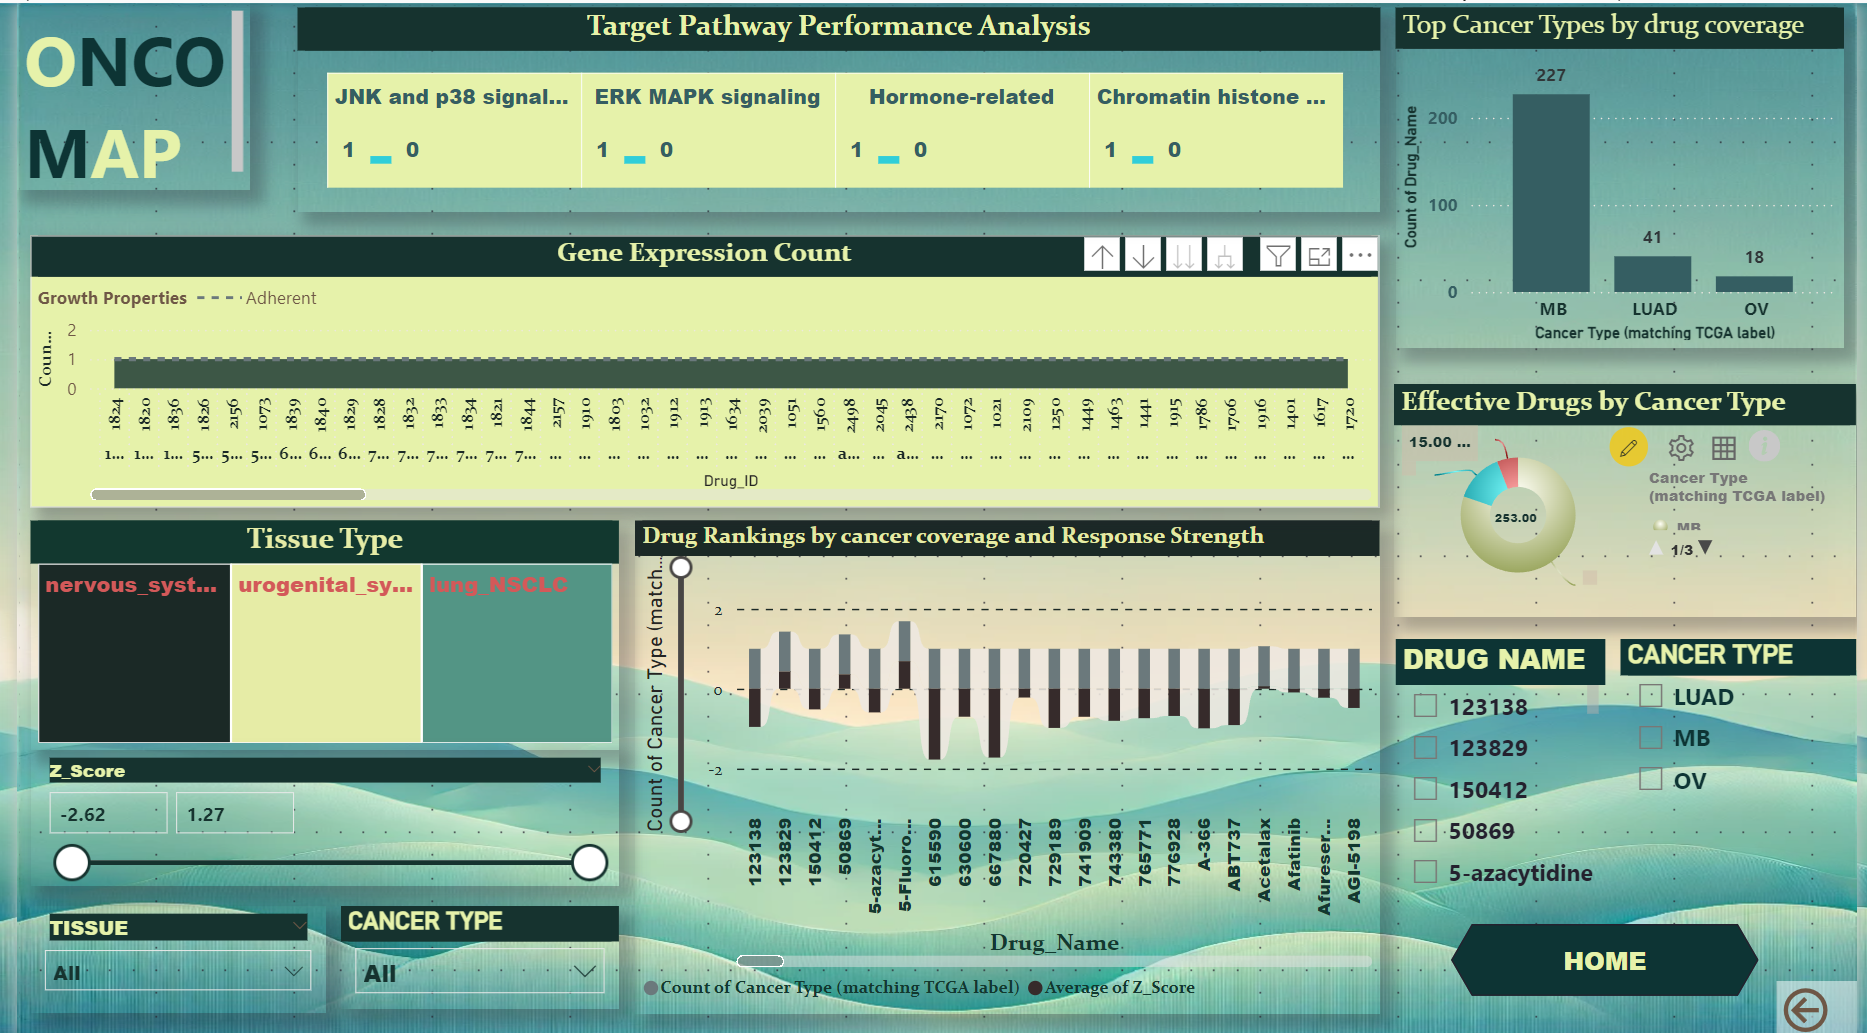 ONCO
MAP
Target Pathway Performance Analysis
JNK and p38 signal...
1 0
ERK MAPK signaling
1 0
Hormone-related
1 0
Chromatin histone ...
1 0
Top Cancer Types by drug coverage
Count of Drug_Name
200
100
0
227
41
18
MB
LUAD
OV
Cancer Type (matching TCGA label)
Gene Expression Count
Growth Properties Adherent
Coun...
2
1
0
1824 1820 1836 1826 2156 1073 1839 1840 1829 1828 1832 1833 1834 1821 1844 2157 1910 1803 1032 1912 1913 1634 2039 1051 1560 2498 2045 2438 2170 1072 1021 2109 1250 1449 1463 1441 1915 1786 1706 1916 1401 1617 1720
1... 1... 1... 5... 5... 5... 6... 6... 6... 7... 7... 7... 7... 7... 7... ... ... ... ... ... ... ... ... ... ... a... ... a... ... ... ... ... ... ... ... ... ... ... ... ... ... ... ...
Drug_ID
Effective Drugs by Cancer Type
15.00 ...
253.00
Cancer Type
(matching TCGA label)
MB
1/3
Tissue Type
nervous_syst...
urogenital_sy...
lung_NSCLC
Z_Score
-2.62
1.27
TISSUE
All
CANCER TYPE
All
Drug Rankings by cancer coverage and Response Strength
Count of Cancer Type (match...
2
0
-2
123138
123829
150412
50869
5-azacyt...
5-Fluoro...
615590
630600
667880
720427
729189
741909
743380
765771
776928
A-366
ABT737
Acetalax
Afatinib
Afureser...
AGI-5198
Drug_Name
Count of Cancer Type (matching TCGA label) Average of Z_Score
DRUG NAME
123138
123829
150412
50869
5-azacytidine
CANCER TYPE
LUAD
MB
OV
HOME